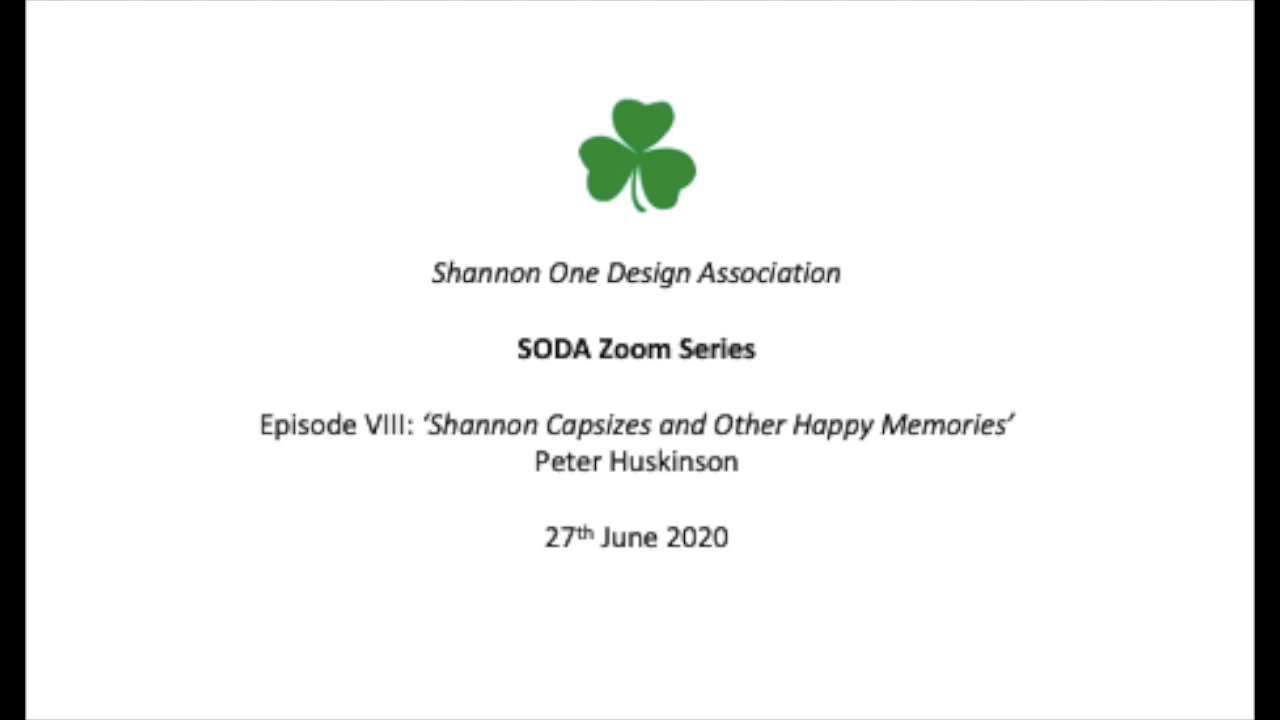 Shannon One Design Association
SODA Zoom Series
Episode VIII: ‘Shannon Capsizes and Other Happy Memories’
Peter Huskinson
27th June 2020